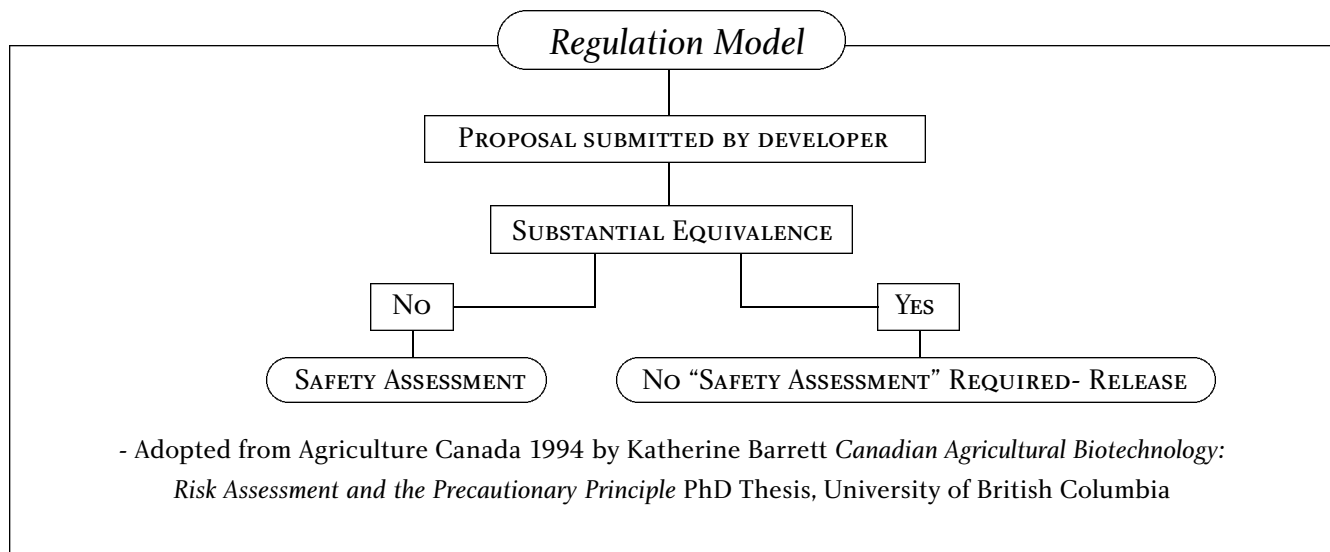 Regulation Model
Proposal submitted by developer
Substantial Equivalence
No
Yes
Safety Assessment
No “Safety Assessment” Required- Release
- Adopted from Agriculture Canada 1994 by Katherine Barrett Canadian Agricultural Biotechnology:
Risk Assessment and the Precautionary Principle PhD Thesis, University of British Columbia